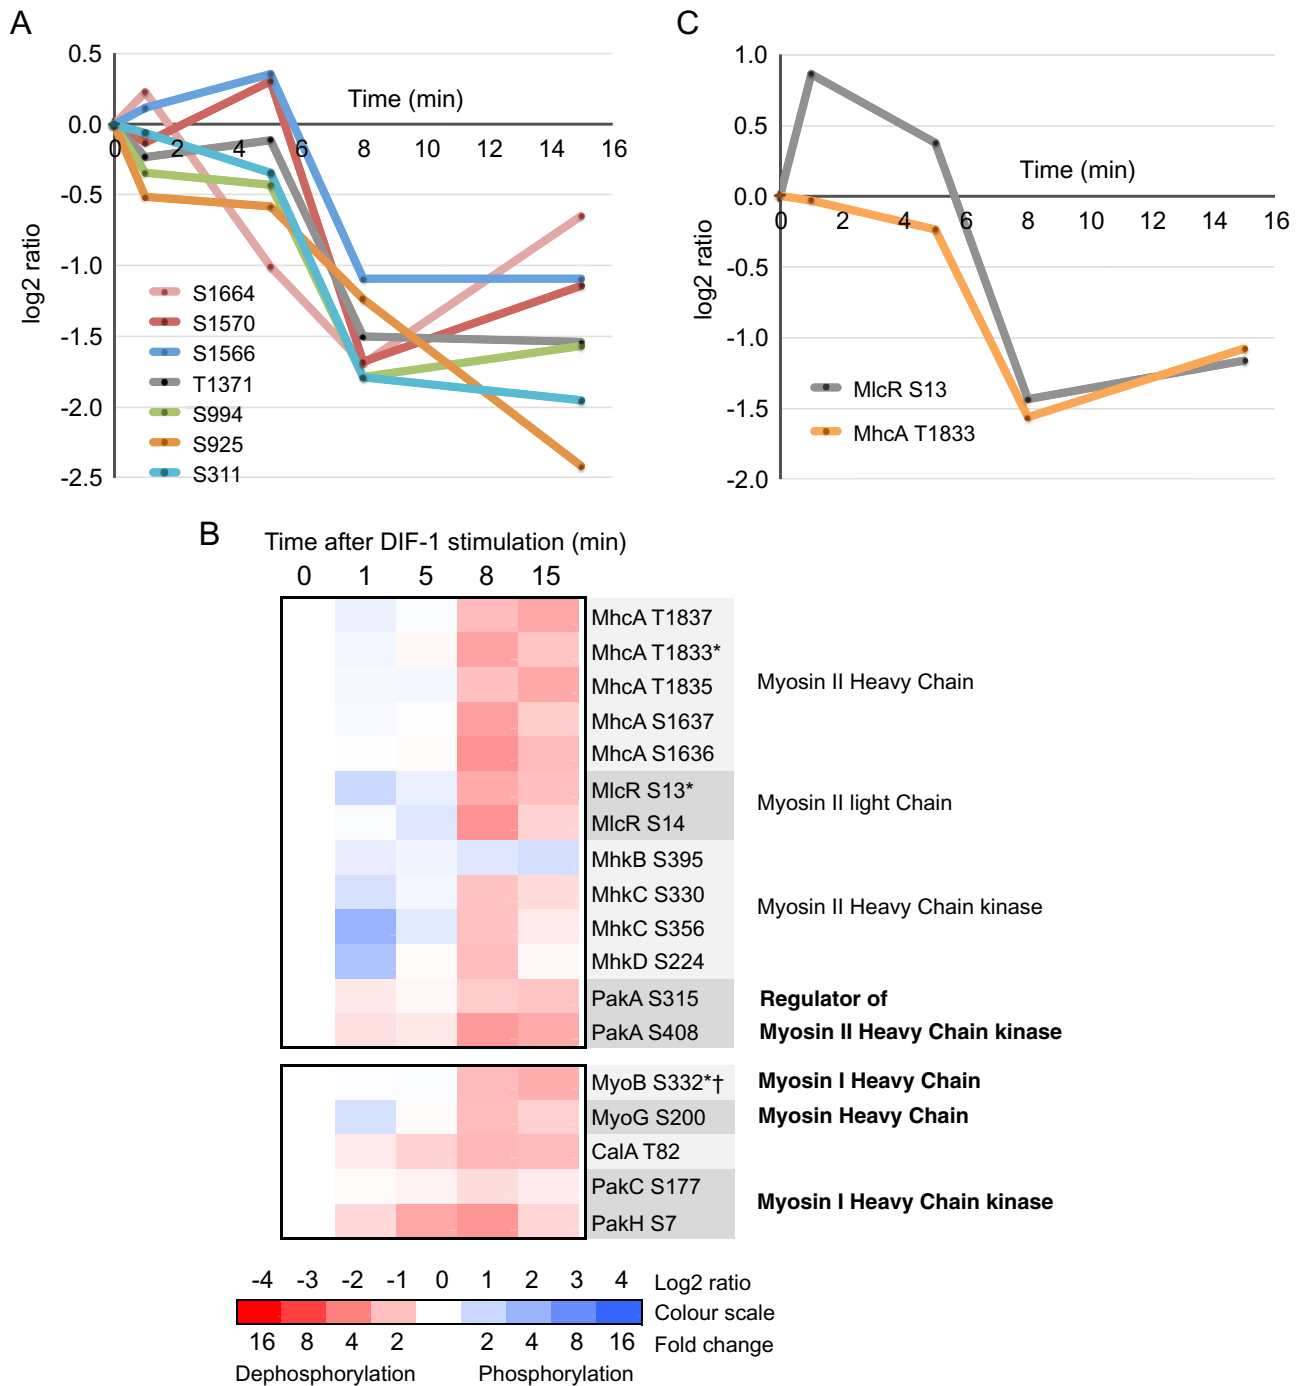 A
0.5
0.0
-0.5
-1.0
-1.5
-2.0
-2.5
log2 ratio
Time (min)
0 2 4 6 8 10 12 14 16
S1664
S1570
S1566
T1371
S994
S925
S311
C
1.0
0.5
0.0
-0.5
-1.0
-1.5
-2.0
log2 ratio
Time (min)
0 2 4 6 8 10 12 14 16
MlcR S13
MhcA T1833
B
Time after DIF-1 stimulation (min)
0 1 5 8 15
MhcA T1837
MhcA T1833*
MhcA T1835
MhcA S1637
MhcA S1636
Myosin II Heavy Chain
MlcR S13*
MlcR S14
Myosin II light Chain
MhkB S395
MhkC S330
MhkC S356
MhkD S224
Myosin II Heavy Chain kinase
PakA S315
PakA S408
Regulator of
Myosin II Heavy Chain kinase
MyoB S332*†
Myosin I Heavy Chain
MyoG S200
Myosin Heavy Chain
CalA T82
PakC S177
PakH S7
Myosin I Heavy Chain kinase
-4 -3 -2 -1 0 1 2 3 4 Log2 ratio
Colour scale
16 8 4 2 2 4 8 16 Fold change
Dephosphorylation Phosphorylation